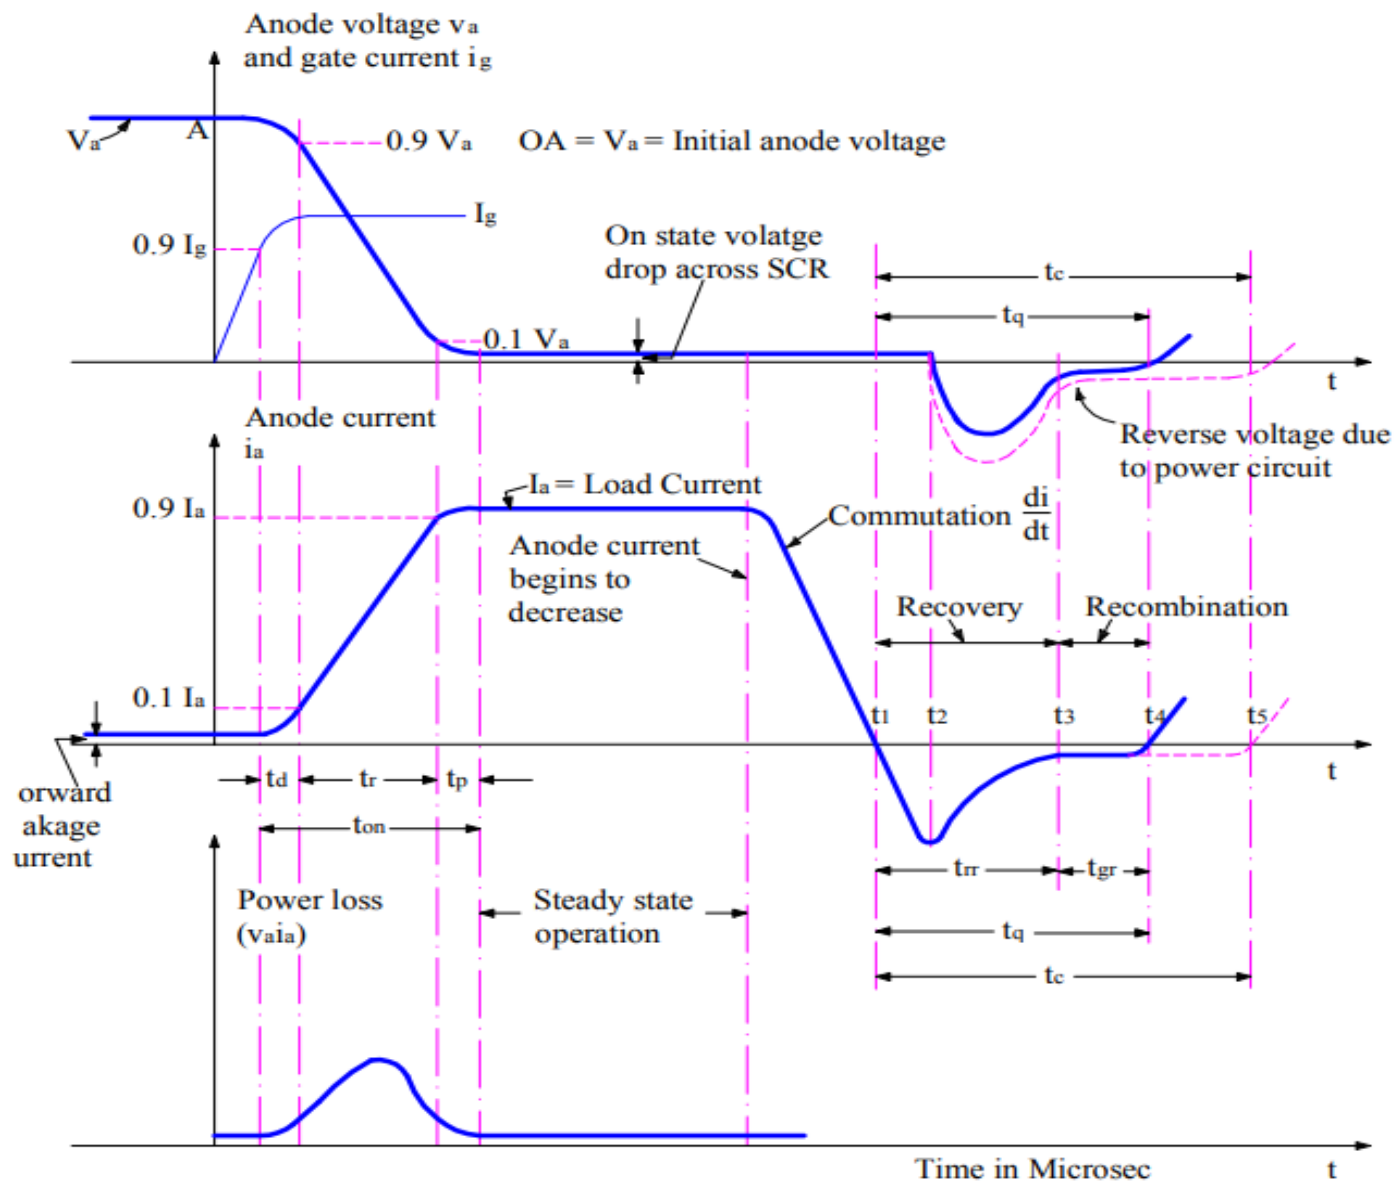 Anode voltage va
and gate current ig
Va
A
0.9 Va
OA = Va = Initial anode voltage
Ig
0.9 Ig
On state volatge
drop across SCR
tc
tq
0.1 Va
t
Anode current
ia
Reverse voltage due
to power circuit
Ia = Load Current
0.9 Ia
Commutation di
dt
Anode current
begins to
decrease
Recovery
Recombination
0.1 Ia
t1
t2
t3
t4
t5
t
td
tr
tp
orward
akage
urrent
ton
trr
tgr
Power loss
(vaia)
Steady state
operation
tq
tc
Time in Microsec
t